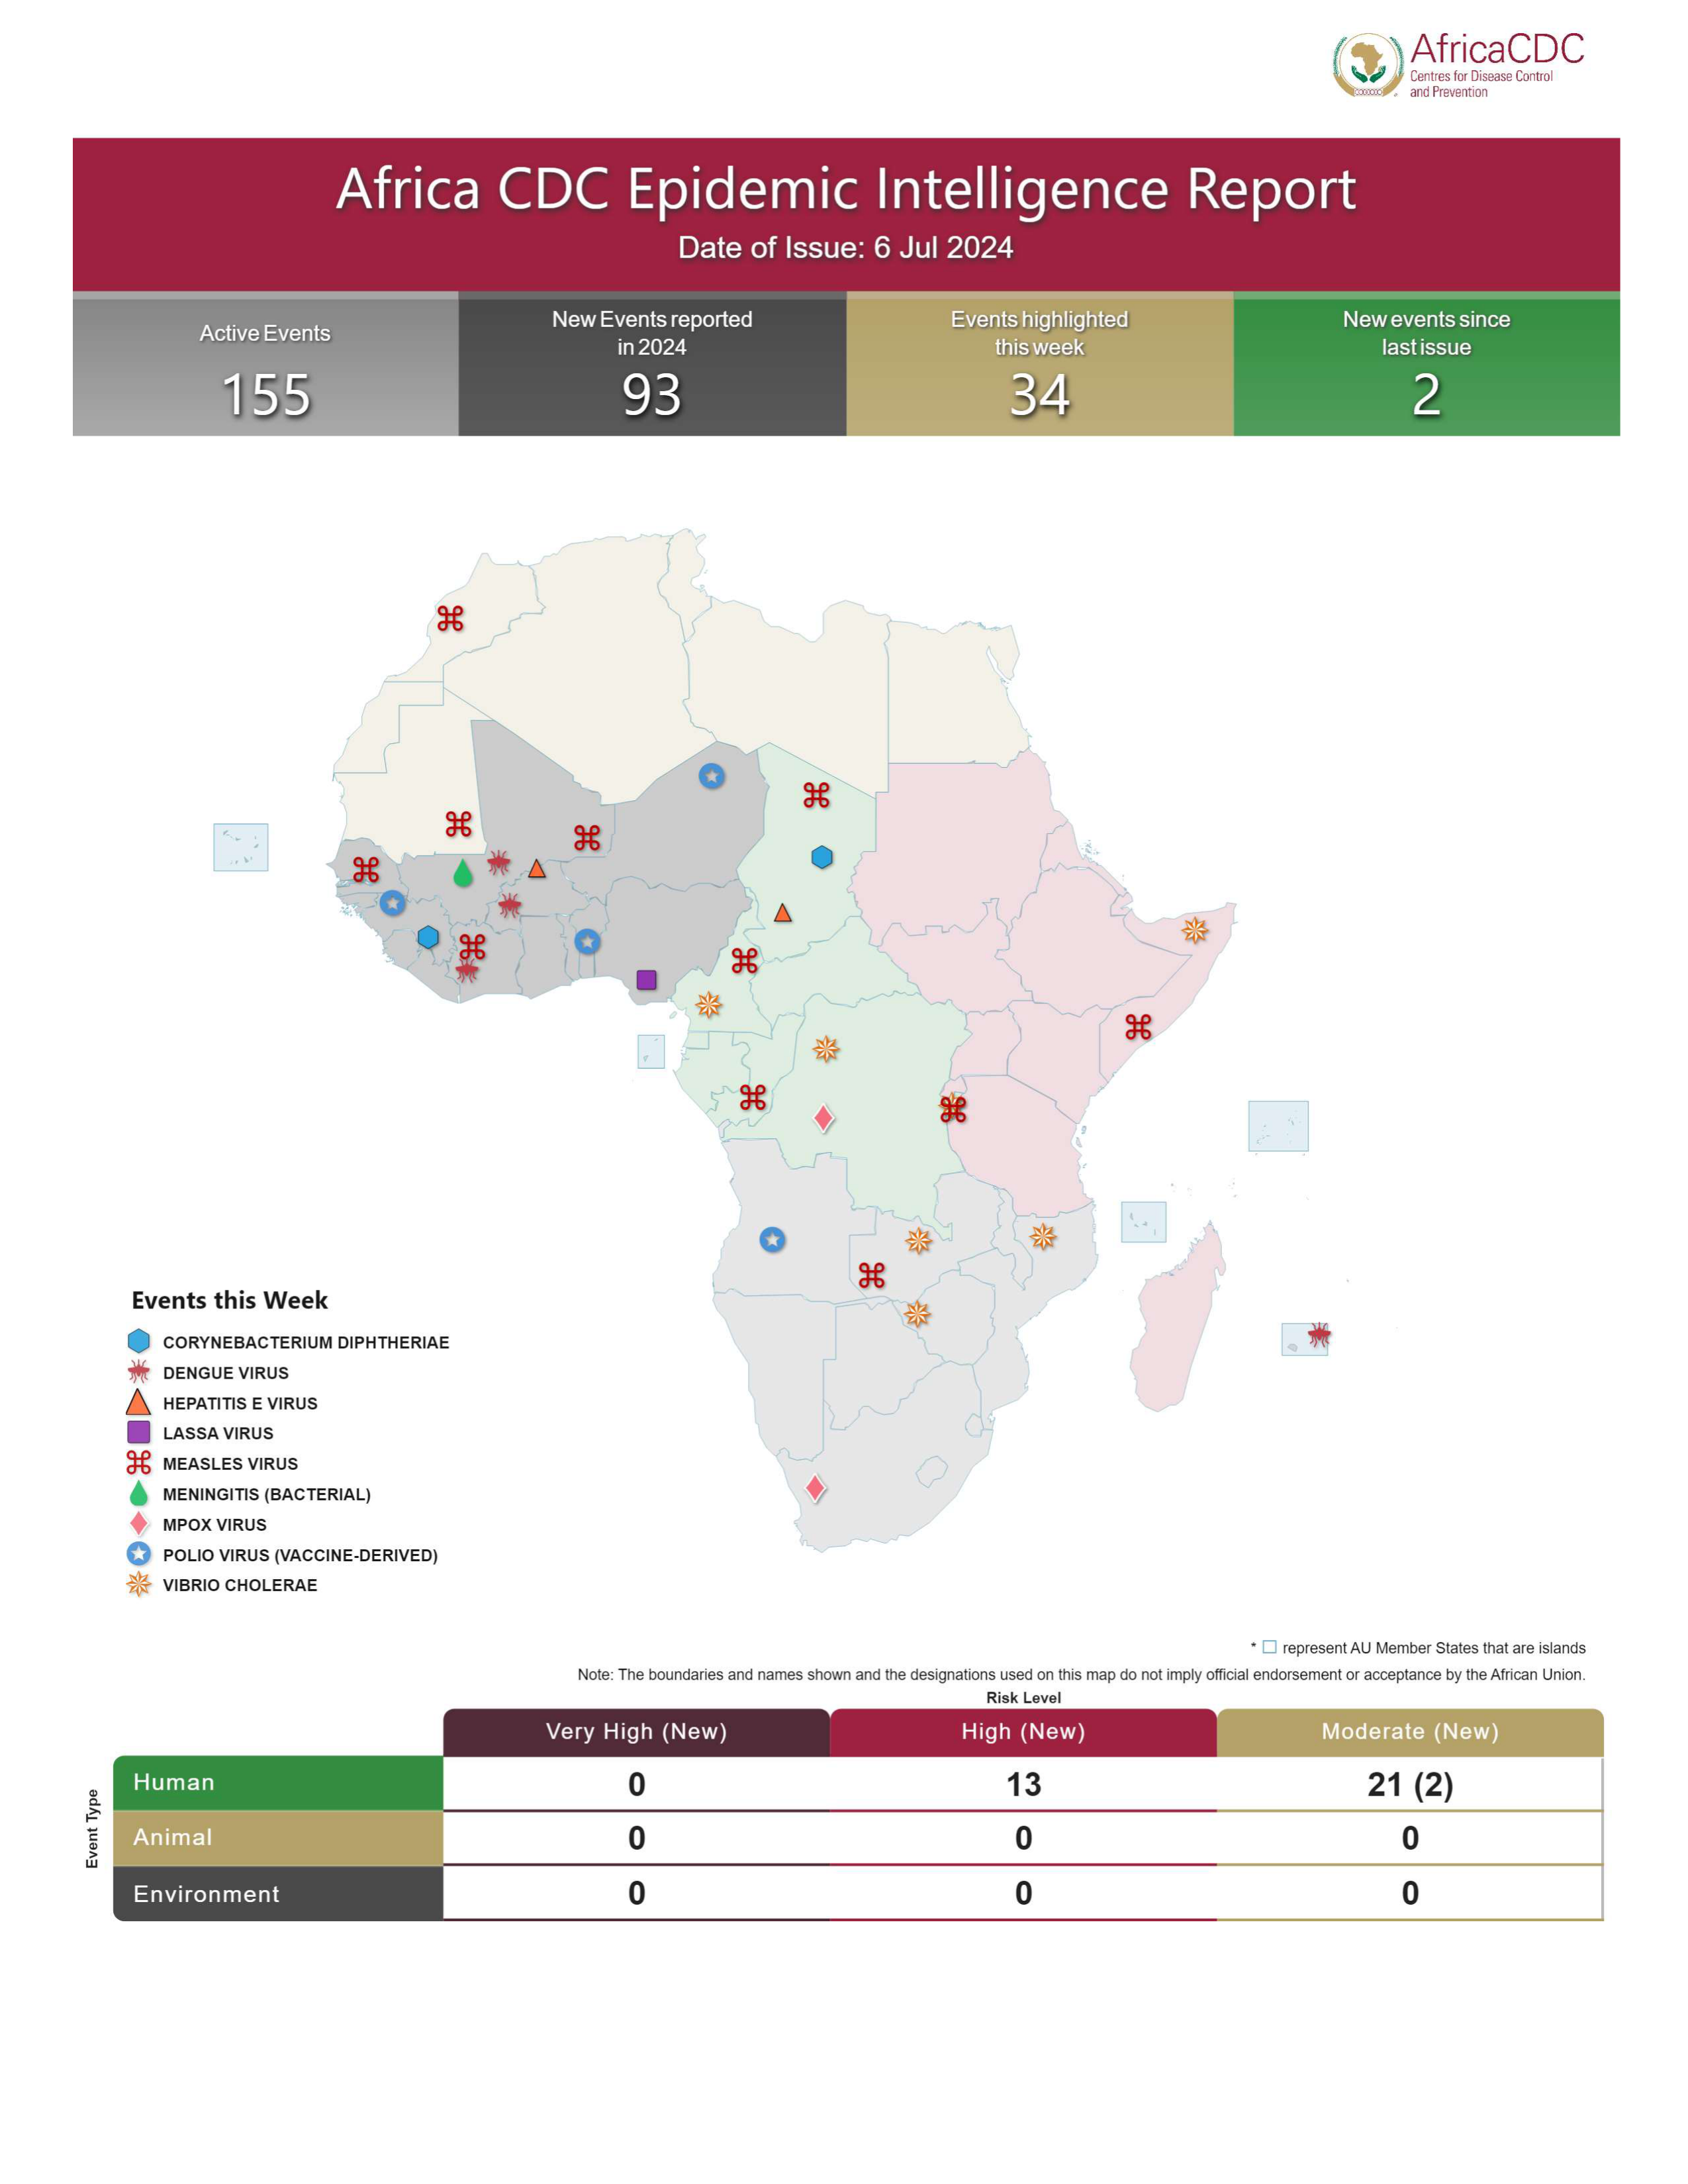 AfricaCDC
Centres for Disease Control
and Prevention
Africa CDC Epidemic Intelligence Report
Date of Issue: 6 Jul 2024
Active Events
155
New Events reported
in 2024
93
Events highlighted
this week
34
New events since
last issue
2
Events this Week
CORYNEBACTERIUM DIPHTHERIAE
DENGUE VIRUS
HEPATITIS E VIRUS
LASSA VIRUS
MEASLES VIRUS
MENINGITIS (BACTERIAL)
MPOX VIRUS
POLIO VIRUS (VACCINE-DERIVED)
VIBRIO CHOLERAE
* □ represent AU Member States that are islands
Note: The boundaries and names shown and the designations used on this map do not imply official endorsement or acceptance by the African Union.
Risk Level
Very High (New) High (New) Moderate (New)
Event Type
Human 0 13 21 (2)
Animal 0 0 0
Environment 0 0 0